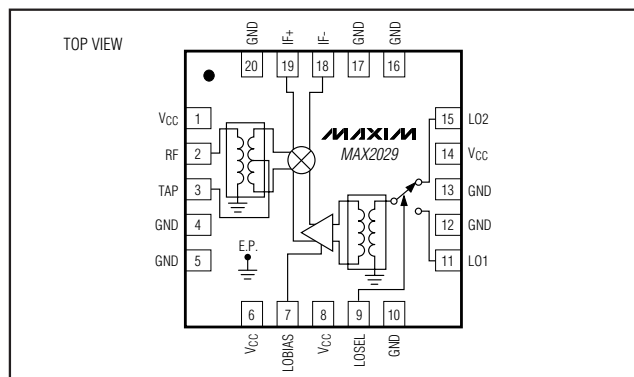 TOP VIEW
GND
IF+
IF-
GND
GND
20
19
18
17
16
VCC
1
RF
2
TAP
3
GND
4
GND
5
MAXIM
MAX2029
15
LO2
14
VCC
13
GND
12
GND
11
LO1
E.P.
6
7
8
9
10
VCC
LOBIAS
VCC
LOSEL
GND